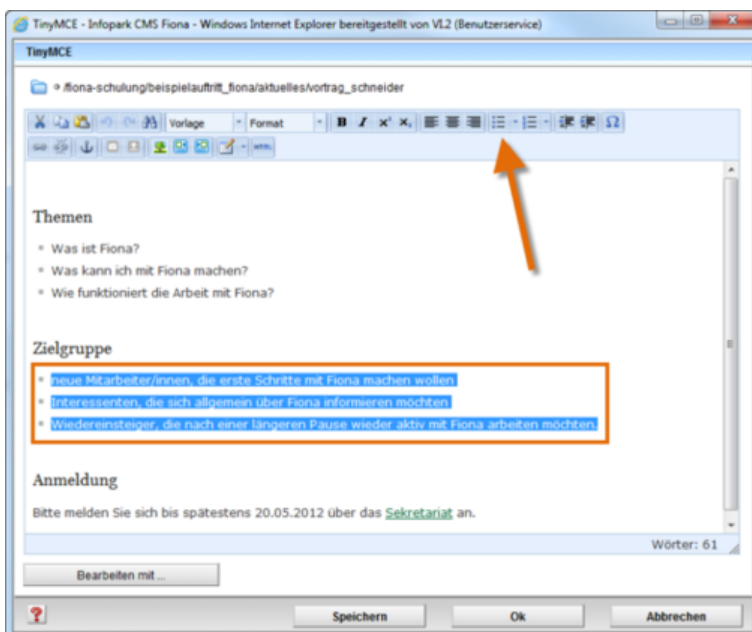 TinyMCE - Infopark CMS Fiona - Windows Internet Explorer bereitgestellt von VL2 (Benutzerservice)
TinyMCE
/fiona-schulung/beispielauftritt_fiona/aktuelles/vortrag_schneider
Vorlage Format B I x² x₂ Ω
HTML
Themen
Was ist Fiona?
Was kann ich mit Fiona machen?
Wie funktioniert die Arbeit mit Fiona?
Zielgruppe
neue Mitarbeiter/innen, die erste Schritte mit Fiona machen wollen
Interessenten, die sich allgemein über Fiona informieren möchten
Wiedereinsteiger, die nach einer längeren Pause wieder aktiv mit Fiona arbeiten möchten.
Anmeldung
Bitte melden Sie sich bis spätestens 20.05.2012 über das Sekretariat an.
Wörter: 61
Bearbeiten mit ...
? Speichern Ok Abbrechen